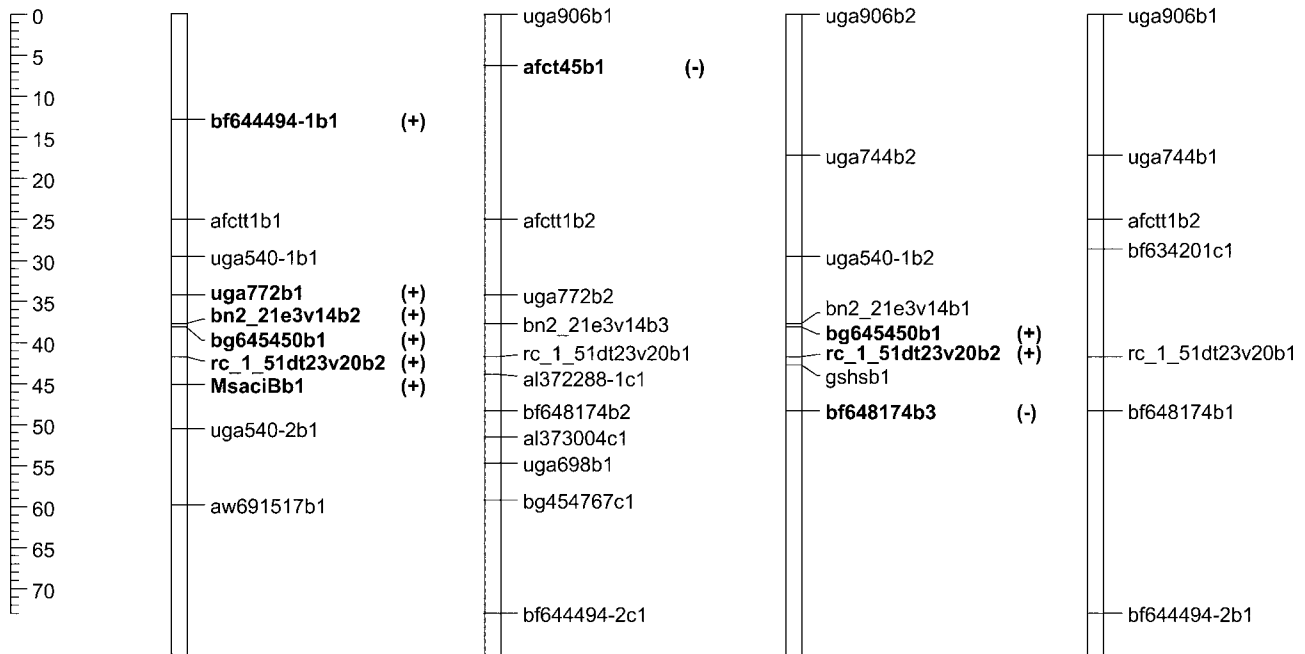 0
5
10
15
20
25
30
35
40
45
50
55
60
65
70
bf644494-1b1 (+)
afctt1b1
uga540-1b1
uga772b1 (+)
bn2_21e3v14b2 (+)
bg645450b1 (+)
rc_1_51dt23v20b2 (+)
MsaciBb1 (+)
uga540-2b1
aw691517b1
uga906b1
afct45b1 (-)
afctt1b2
uga772b2
bn2_21e3v14b3
rc_1_51dt23v20b1
al372288-1c1
bf648174b2
al373004c1
uga698b1
bg454767c1
bf644494-2c1
uga906b2
uga744b2
uga540-1b2
bn2_21e3v14b1
bg645450b1 (+)
rc_1_51dt23v20b2 (+)
gshsb1
bf648174b3 (-)
uga906b1
uga744b1
afctt1b2
bf634201c1
rc_1_51dt23v20b1
bf648174b1
bf644494-2b1